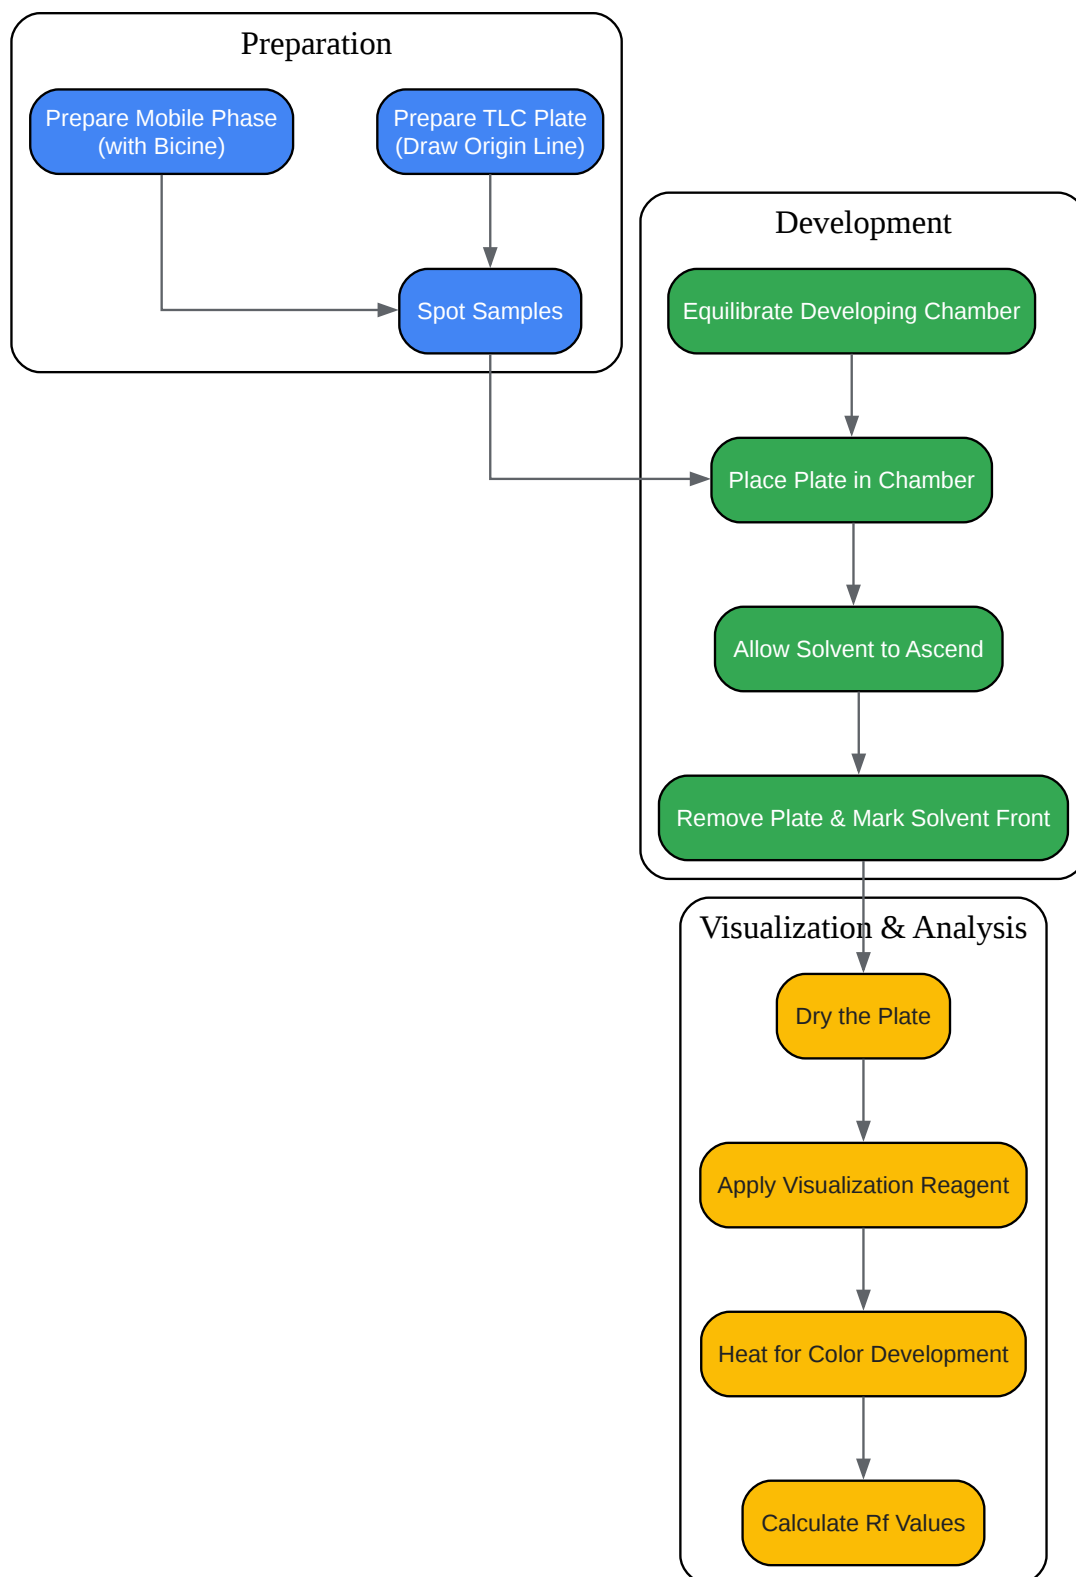 Preparation
Prepare Mobile Phase
(with Bicine)
Prepare TLC Plate
(Draw Origin Line)
Spot Samples
Development
Equilibrate Developing Chamber
Place Plate in Chamber
Allow Solvent to Ascend
Remove Plate & Mark Solvent Front
Visualization & Analysis
Dry the Plate
Apply Visualization Reagent
Heat for Color Development
Calculate Rf Values